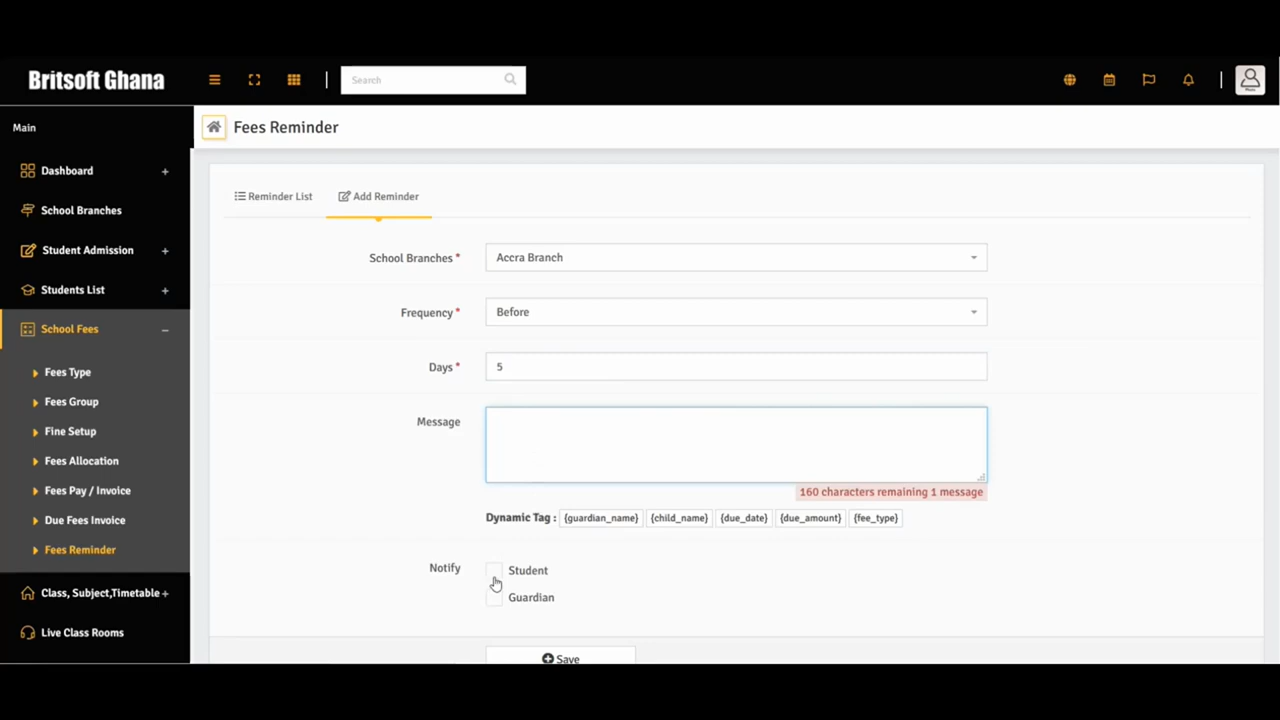 Britsoft Ghana
Search
Main
Main
Fees Reminder
Dashboard +
School Branches
Student Admission +
Students List +
School Fees –
Fees Type
Fees Group
Fine Setup
Fees Allocation
Fees Pay / Invoice
Due Fees Invoice
Fees Reminder
Class, Subject,Timetable +
Live Class Rooms
Reminder List
Add Reminder
School Branches * Accra Branch
Frequency * Before
Days * 5
Message
160 characters remaining 1 message
Dynamic Tag : {guardian_name} {child_name} {due_date} {due_amount} {fee_type}
Notify Student
Guardian
Save